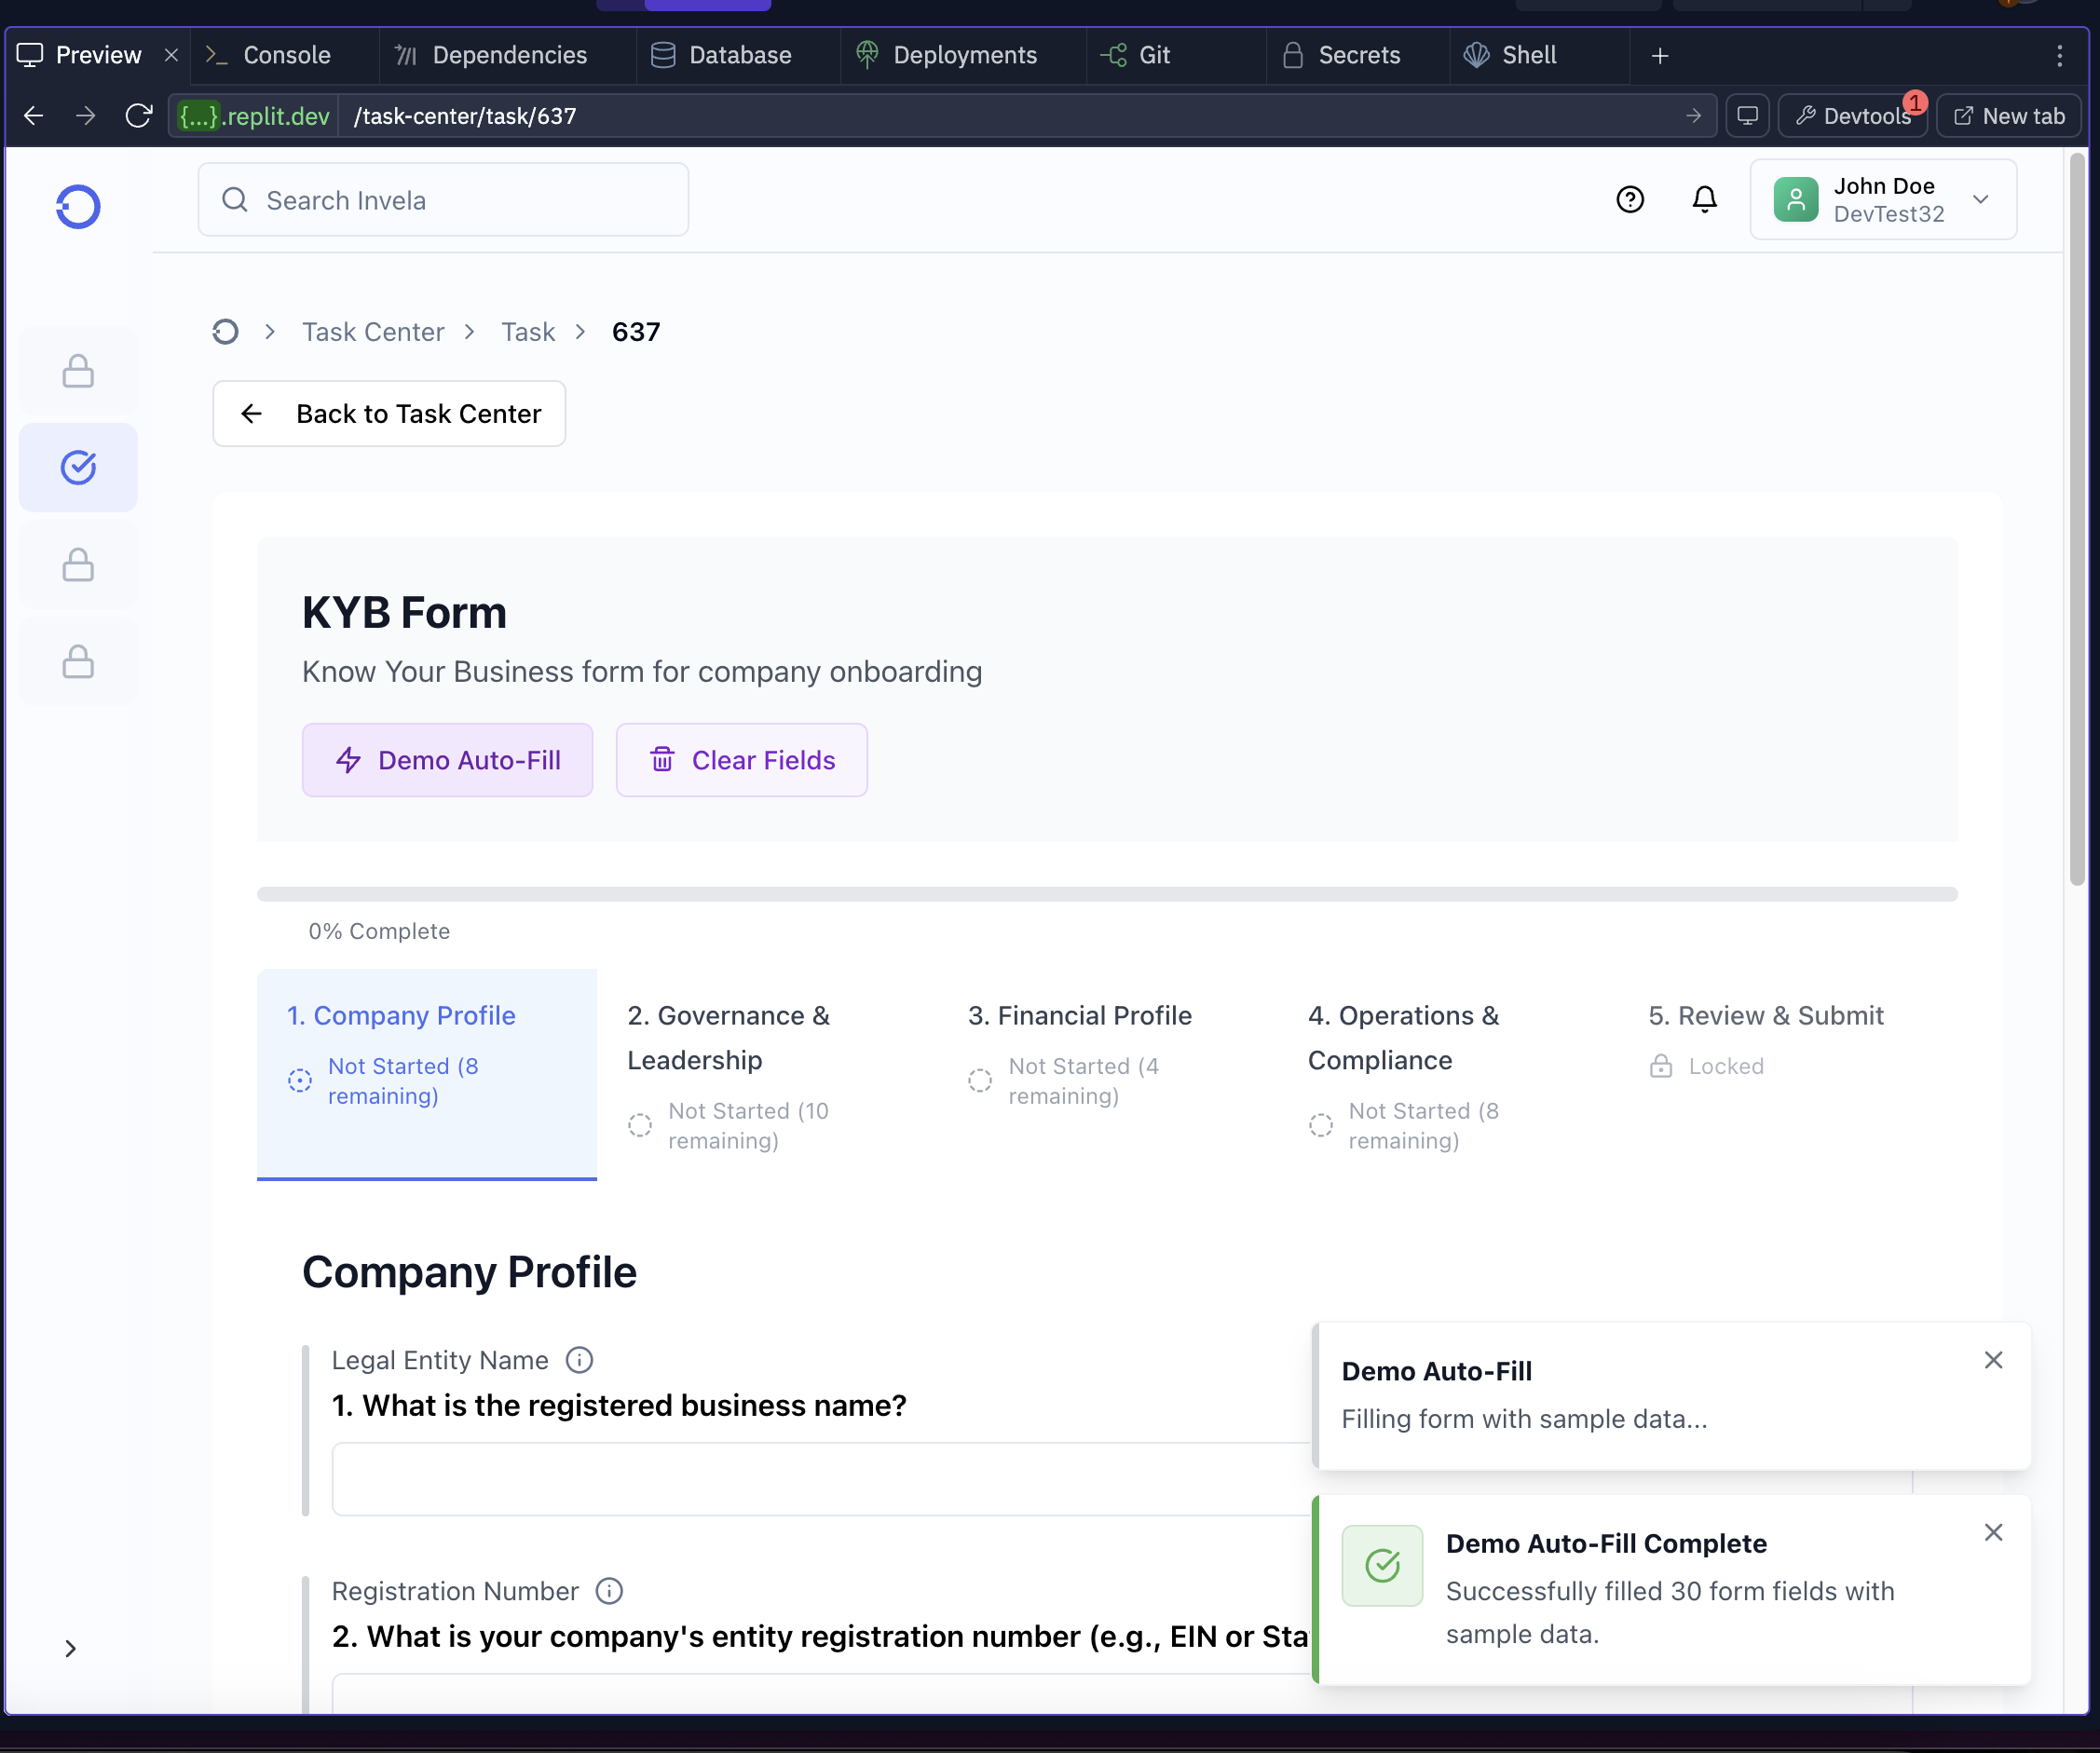 Preview
Console
Dependencies
Database
Deployments
Git
Secrets
Shell
{...}.replit.dev
/task-center/task/637
Devtools
1
New tab
Search Invela
John Doe
DevTest32
Task Center
Task
637
Back to Task Center
KYB Form
Know Your Business form for company onboarding
Demo Auto-Fill
Clear Fields
0% Complete
1. Company Profile
Not Started (8
remaining)
2. Governance &
Leadership
Not Started (10
remaining)
3. Financial Profile
Not Started (4
remaining)
4. Operations &
Compliance
Not Started (8
remaining)
5. Review & Submit
Locked
Company Profile
Legal Entity Name
1. What is the registered business name?
Registration Number
2. What is your company's entity registration number (e.g., EIN or Sta
Demo Auto-Fill
Filling form with sample data...
Demo Auto-Fill Complete
Successfully filled 30 form fields with
sample data.